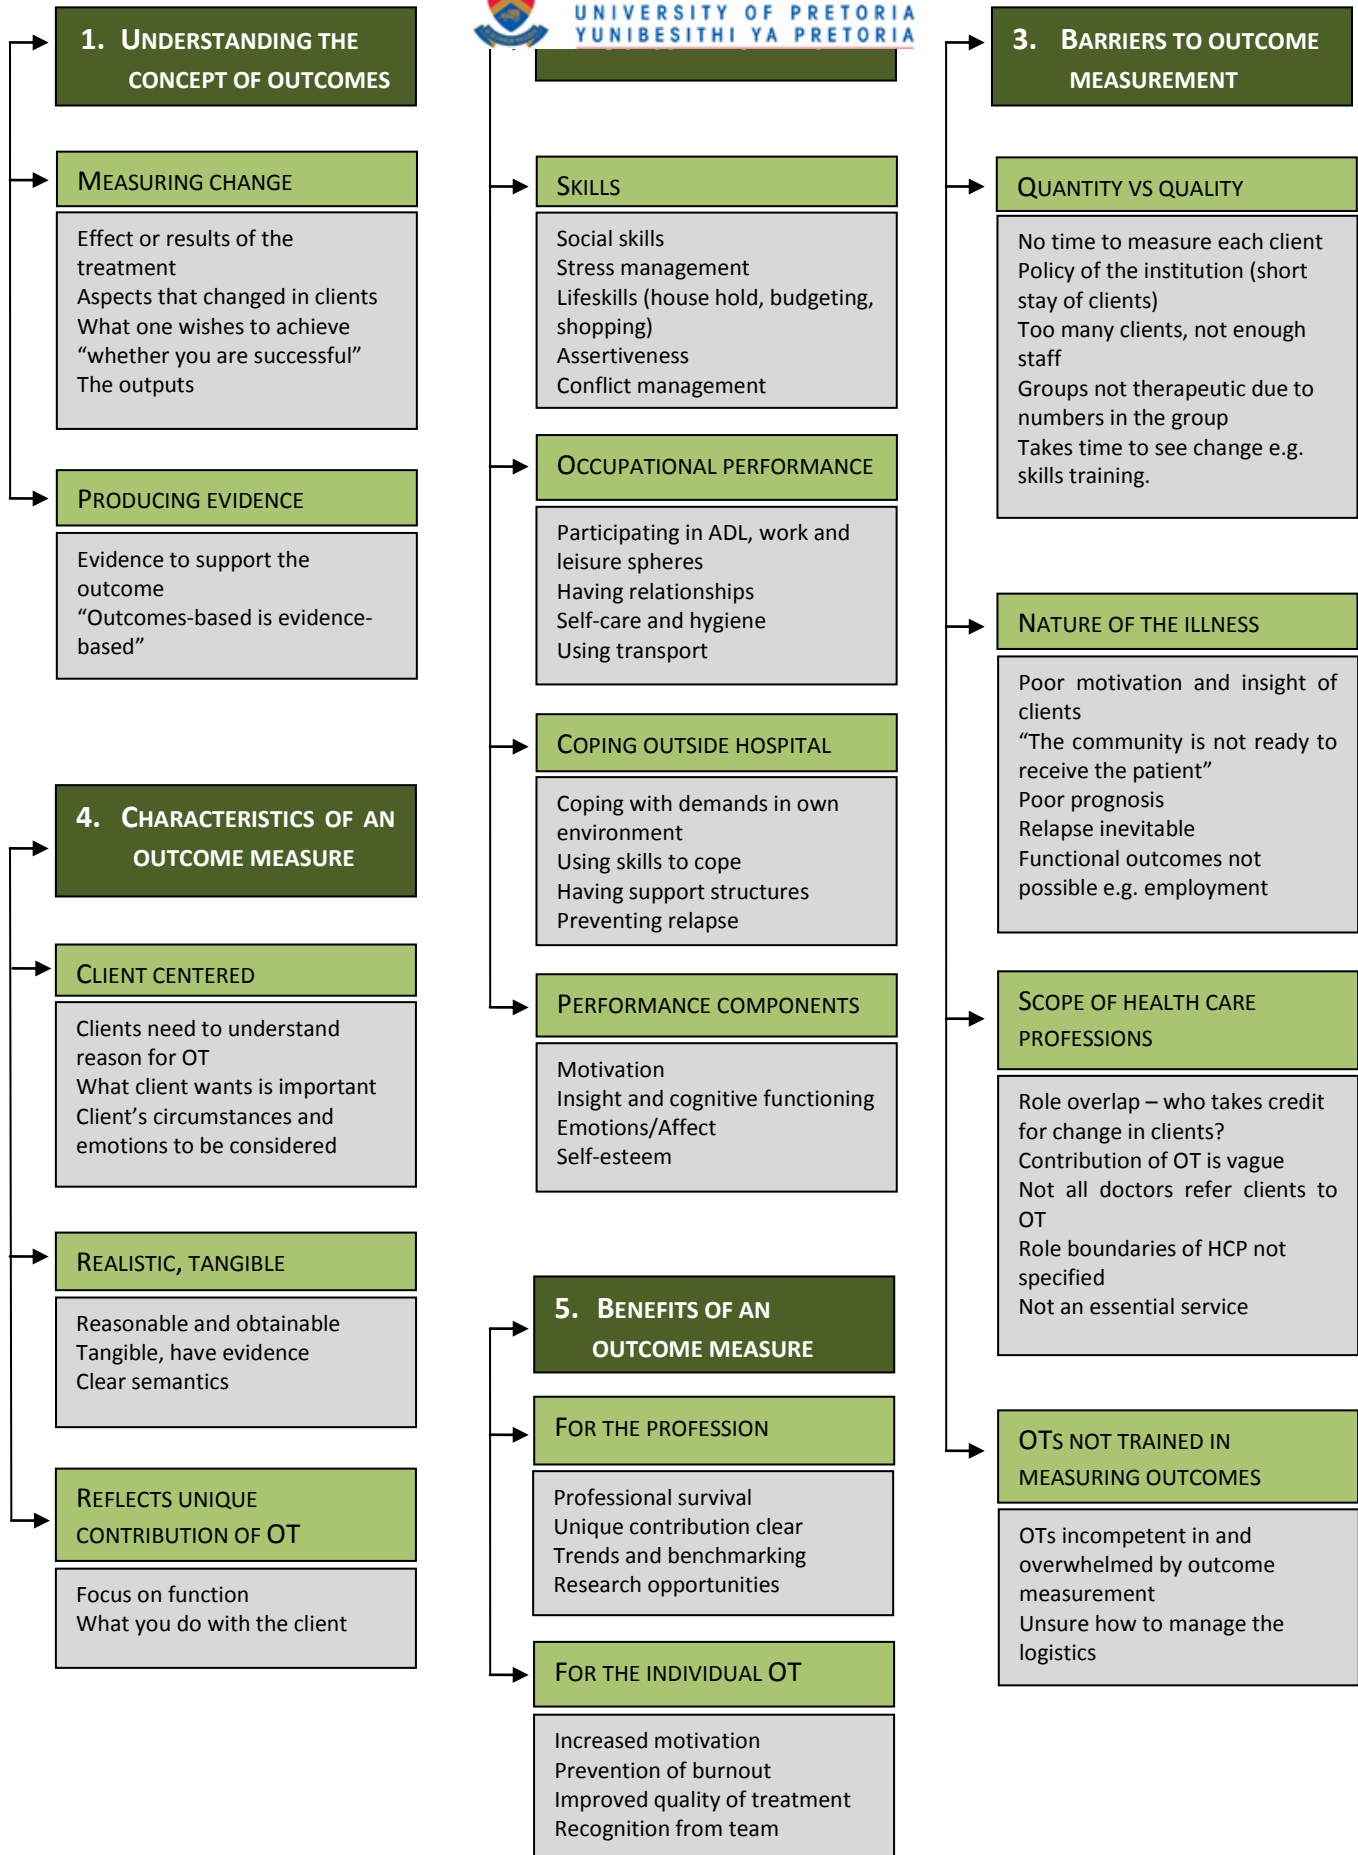 UNIVERSITY OF PRETORIA
YUNIBESITHI YA PRETORIA
1. UNDERSTANDING THE
CONCEPT OF OUTCOMES
MEASURING CHANGE
Effect or results of the
treatment
Aspects that changed in clients
What one wishes to achieve
“whether you are successful”
The outputs
PRODUCING EVIDENCE
Evidence to support the
outcome
“Outcomes-based is evidence-
based”
SKILLS
Social skills
Stress management
Lifeskills (house hold, budgeting,
shopping)
Assertiveness
Conflict management
OCCUPATIONAL PERFORMANCE
Participating in ADL, work and
leisure spheres
Having relationships
Self-care and hygiene
Using transport
COPING OUTSIDE HOSPITAL
Coping with demands in own
environment
Using skills to cope
Having support structures
Preventing relapse
PERFORMANCE COMPONENTS
Motivation
Insight and cognitive functioning
Emotions/Affect
Self-esteem
3. BARRIERS TO OUTCOME
MEASUREMENT
QUANTITY VS QUALITY
No time to measure each client
Policy of the institution (short
stay of clients)
Too many clients, not enough
staff
Groups not therapeutic due to
numbers in the group
Takes time to see change e.g.
skills training.
NATURE OF THE ILLNESS
Poor motivation and insight of
clients
“The community is not ready to
receive the patient”
Poor prognosis
Relapse inevitable
Functional outcomes not
possible e.g. employment
SCOPE OF HEALTH CARE
PROFESSIONS
Role overlap – who takes credit
for change in clients?
Contribution of OT is vague
Not all doctors refer clients to
OT
Role boundaries of HCP not
specified
Not an essential service
OTS NOT TRAINED IN
MEASURING OUTCOMES
OTs incompetent in and
overwhelmed by outcome
measurement
Unsure how to manage the
logistics
4. CHARACTERISTICS OF AN
OUTCOME MEASURE
CLIENT CENTERED
Clients need to understand
reason for OT
What client wants is important
Client’s circumstances and
emotions to be considered
REALISTIC, TANGIBLE
Reasonable and obtainable
Tangible, have evidence
Clear semantics
REFLECTS UNIQUE
CONTRIBUTION OF OT
Focus on function
What you do with the client
5. BENEFITS OF AN
OUTCOME MEASURE
FOR THE PROFESSION
Professional survival
Unique contribution clear
Trends and benchmarking
Research opportunities
FOR THE INDIVIDUAL OT
Increased motivation
Prevention of burnout
Improved quality of treatment
Recognition from team